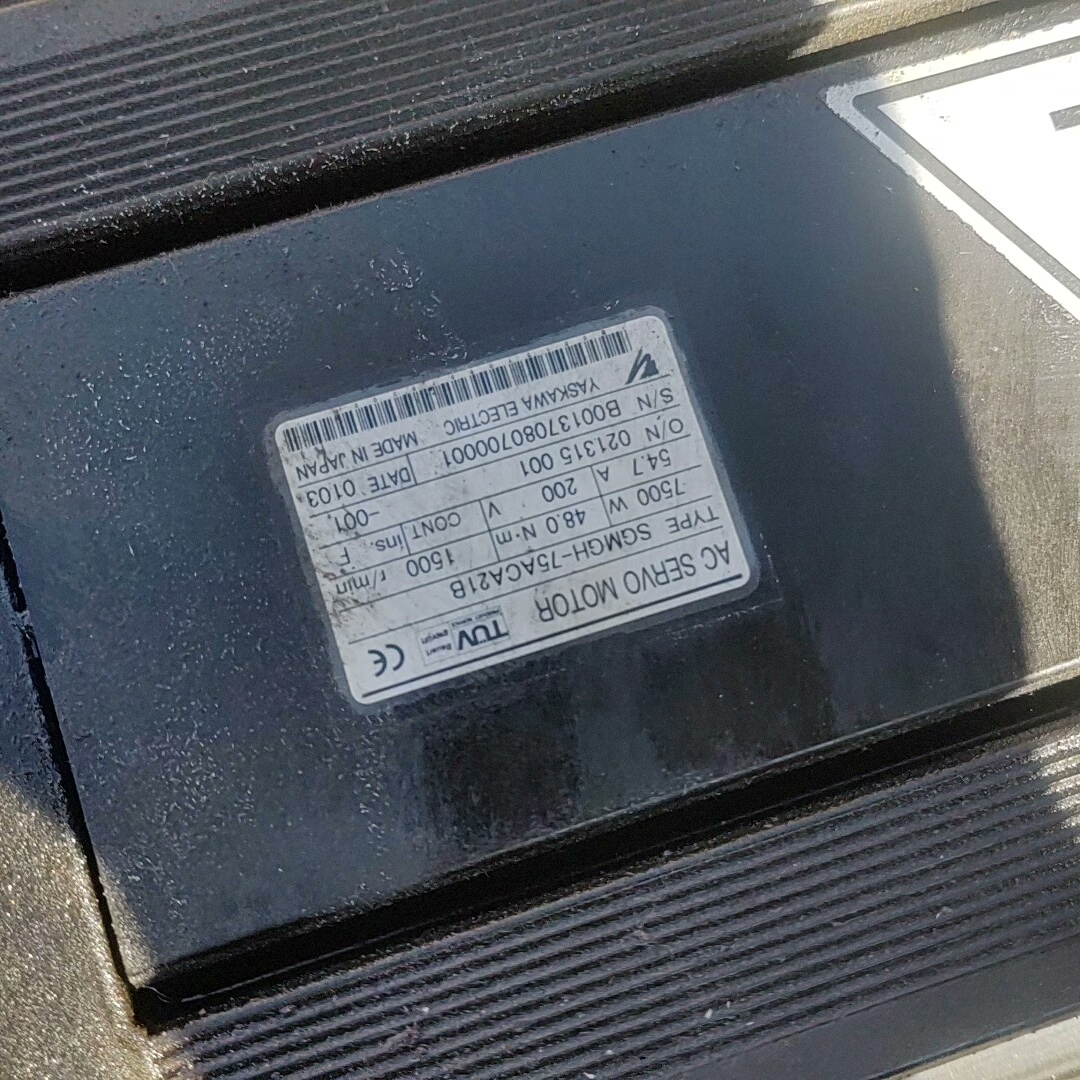 AC SERVO MOTOR TÜV CE
TYPE SGMGH-75ACA21B
7500 W 48.0 N·m 1500 r/min
54.7 A 200 V CONT ins. F
O/N 021315 001 -001
S/N B00137080700001 DATE 0103
YASKAWA ELECTRIC MADE IN JAPAN